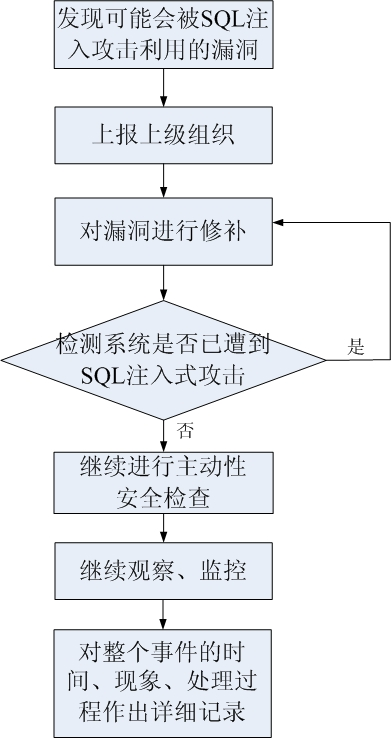 发现可能会被SQL注
入攻击利用的漏洞
上报上级组织
对漏洞进行修补
检测系统是否已遭到
SQL注入式攻击
是
否
继续进行主动性
安全检查
继续观察、监控
对整个事件的时
间、现象、处理过
程作出详细记录